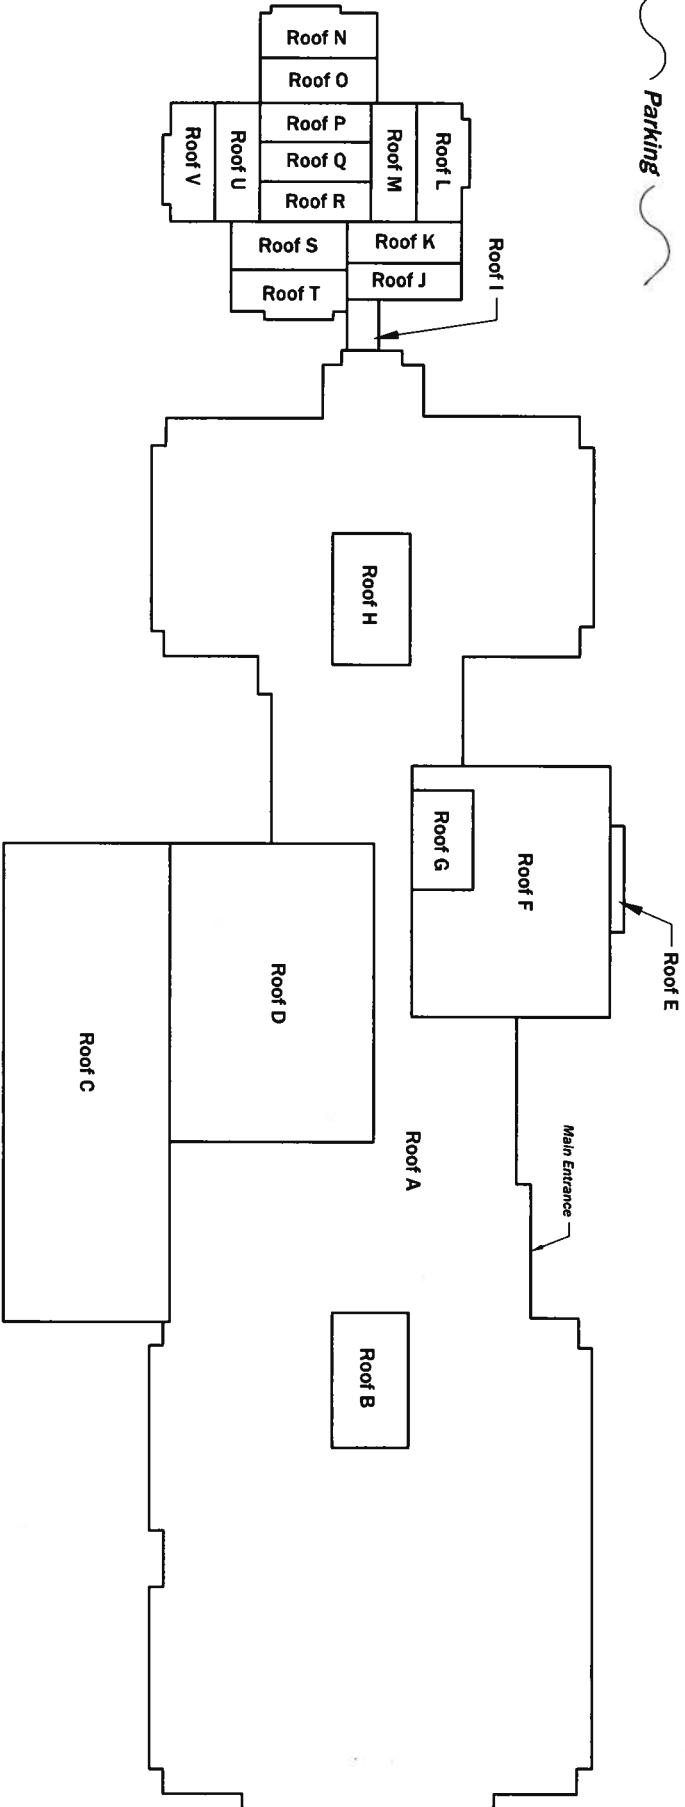 Parking
Roof N
Roof O
Roof P
Roof Q
Roof R
Roof M
Roof L
Roof U
Roof V
Roof S
Roof K
Roof T
Roof J
Roof I
Roof H
Roof G
Roof F
Roof E
Roof D
Roof C
Roof A
Main Entrance
Roof B